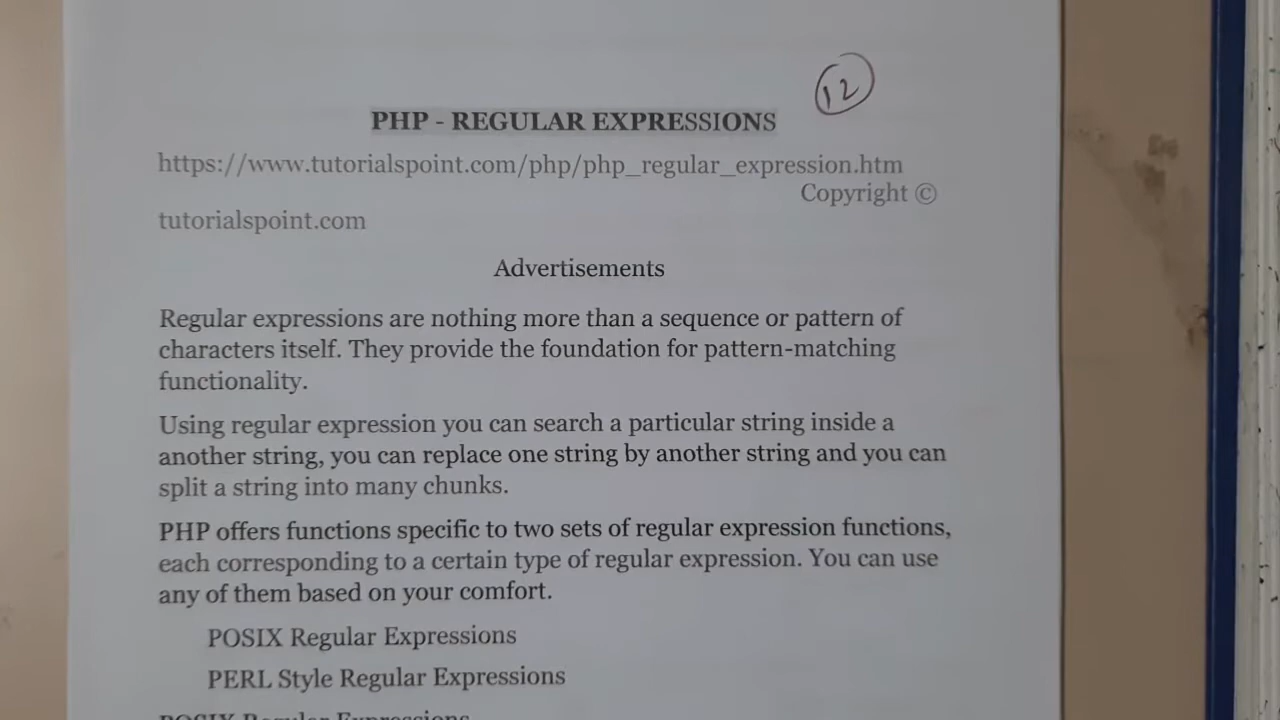 12
PHP - REGULAR EXPRESSIONS
https://www.tutorialspoint.com/php/php_regular_expression.htm
Copyright ©
tutorialspoint.com
Advertisements
Regular expressions are nothing more than a sequence or pattern of
characters itself. They provide the foundation for pattern-matching
functionality.
Using regular expression you can search a particular string inside a
another string, you can replace one string by another string and you can
split a string into many chunks.
PHP offers functions specific to two sets of regular expression functions,
each corresponding to a certain type of regular expression. You can use
any of them based on your comfort.
POSIX Regular Expressions
PERL Style Regular Expressions
POSIX Regular Expressions